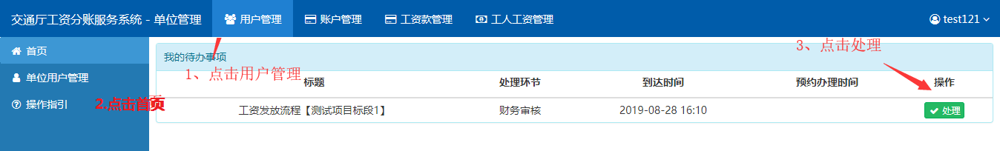 交通厅工资分账服务系统 - 单位管理 用户管理 账户管理 工资款管理 工人工资管理 test121
首页
我的待办事项
3、点击处理
1、点击用户管理
单位用户管理
标题 处理环节 到达时间 预约办理时间 操作
操作指引
2.点击首页
工资发放流程【测试项目标段1】 财务审核 2019-08-28 16:10 处理